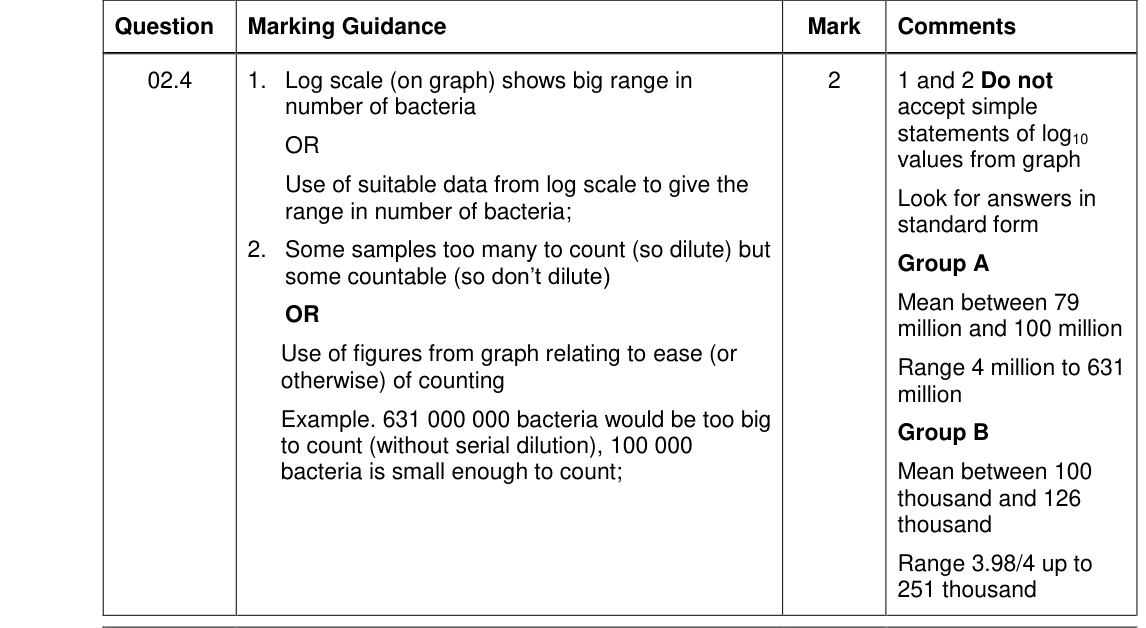 Question Marking Guidance Mark Comments
02.4
1. Log scale (on graph) shows big range in
number of bacteria
OR
Use of suitable data from log scale to give the
range in number of bacteria;
2. Some samples too many to count (so dilute) but
some countable (so don’t dilute)
OR
Use of figures from graph relating to ease (or
otherwise) of counting
Example. 631 000 000 bacteria would be too big
to count (without serial dilution), 100 000
bacteria is small enough to count;
2
1 and 2 Do not
accept simple
statements of log₁₀
values from graph
Look for answers in
standard form
Group A
Mean between 79
million and 100 million
Range 4 million to 631
million
Group B
Mean between 100
thousand and 126
thousand
Range 3.98/4 up to
251 thousand